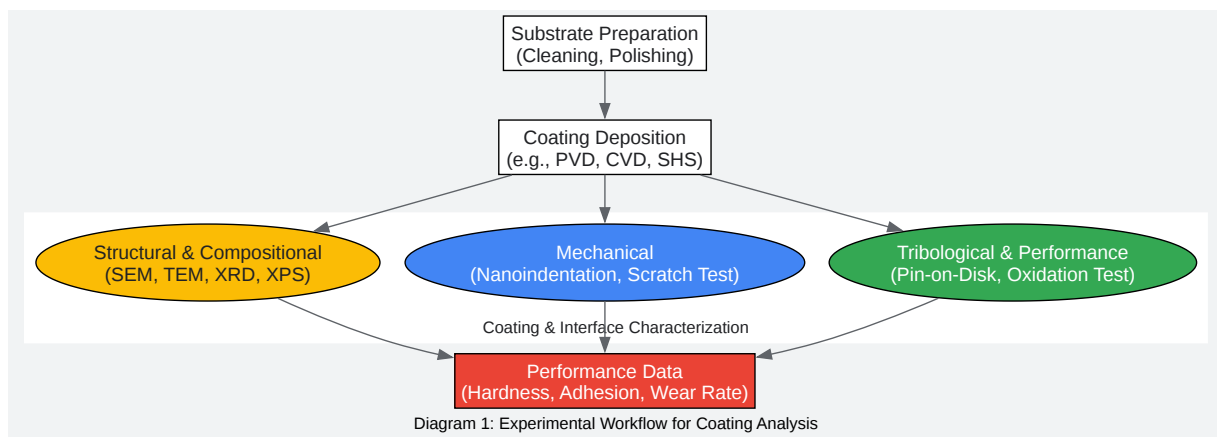 Substrate Preparation
(Cleaning, Polishing)
Coating Deposition
(e.g., PVD, CVD, SHS)
Structural & Compositional
(SEM, TEM, XRD, XPS)
Mechanical
(Nanoindentation, Scratch Test)
Tribological & Performance
(Pin-on-Disk, Oxidation Test)
Coating & Interface Characterization
Performance Data
(Hardness, Adhesion, Wear Rate)
Diagram 1: Experimental Workflow for Coating Analysis